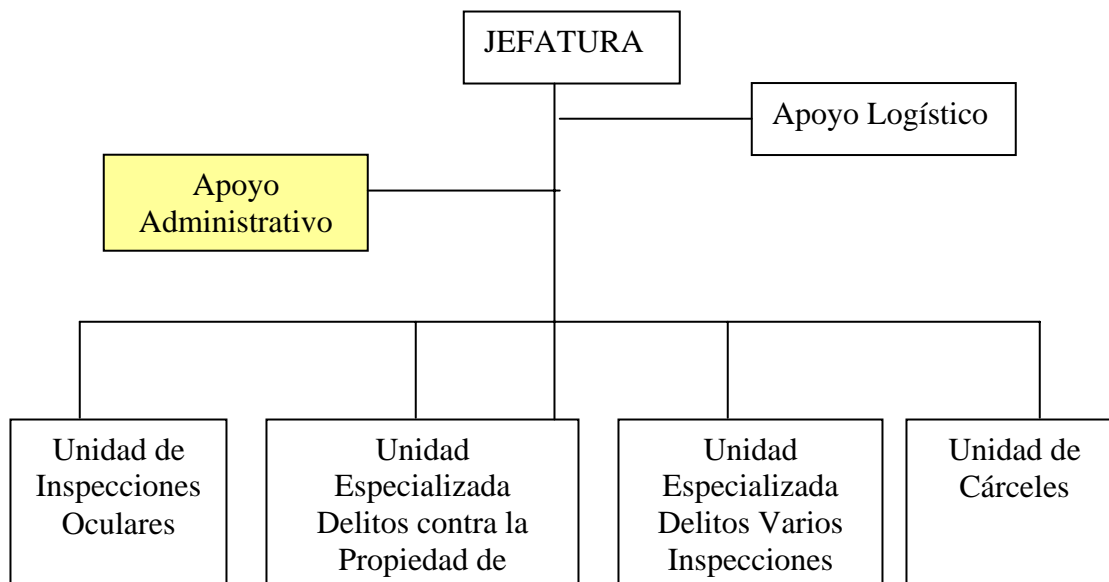 JEFATURA
Apoyo Logístico
Apoyo
Administrativo
Unidad de
Inspecciones
Oculares
Unidad
Especializada
Delitos contra la
Propiedad de
Unidad
Especializada
Delitos Varios
Inspecciones
Unidad de
Cárceles